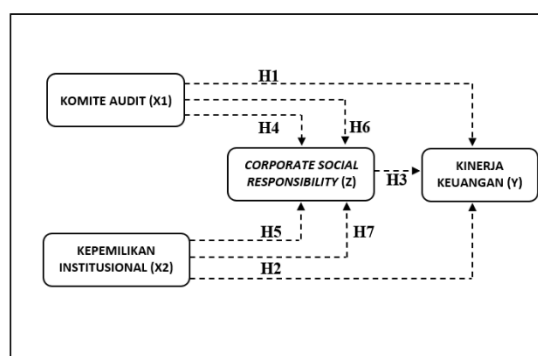 H1
KOMITE AUDIT (X1)
H4
H6
CORPORATE SOCIAL
RESPONSIBILITY (Z)
H3
KINERJA
KEUANGAN (Y)
H5
H7
KEPEMILIKAN
INSTITUSIONAL (X2)
H2